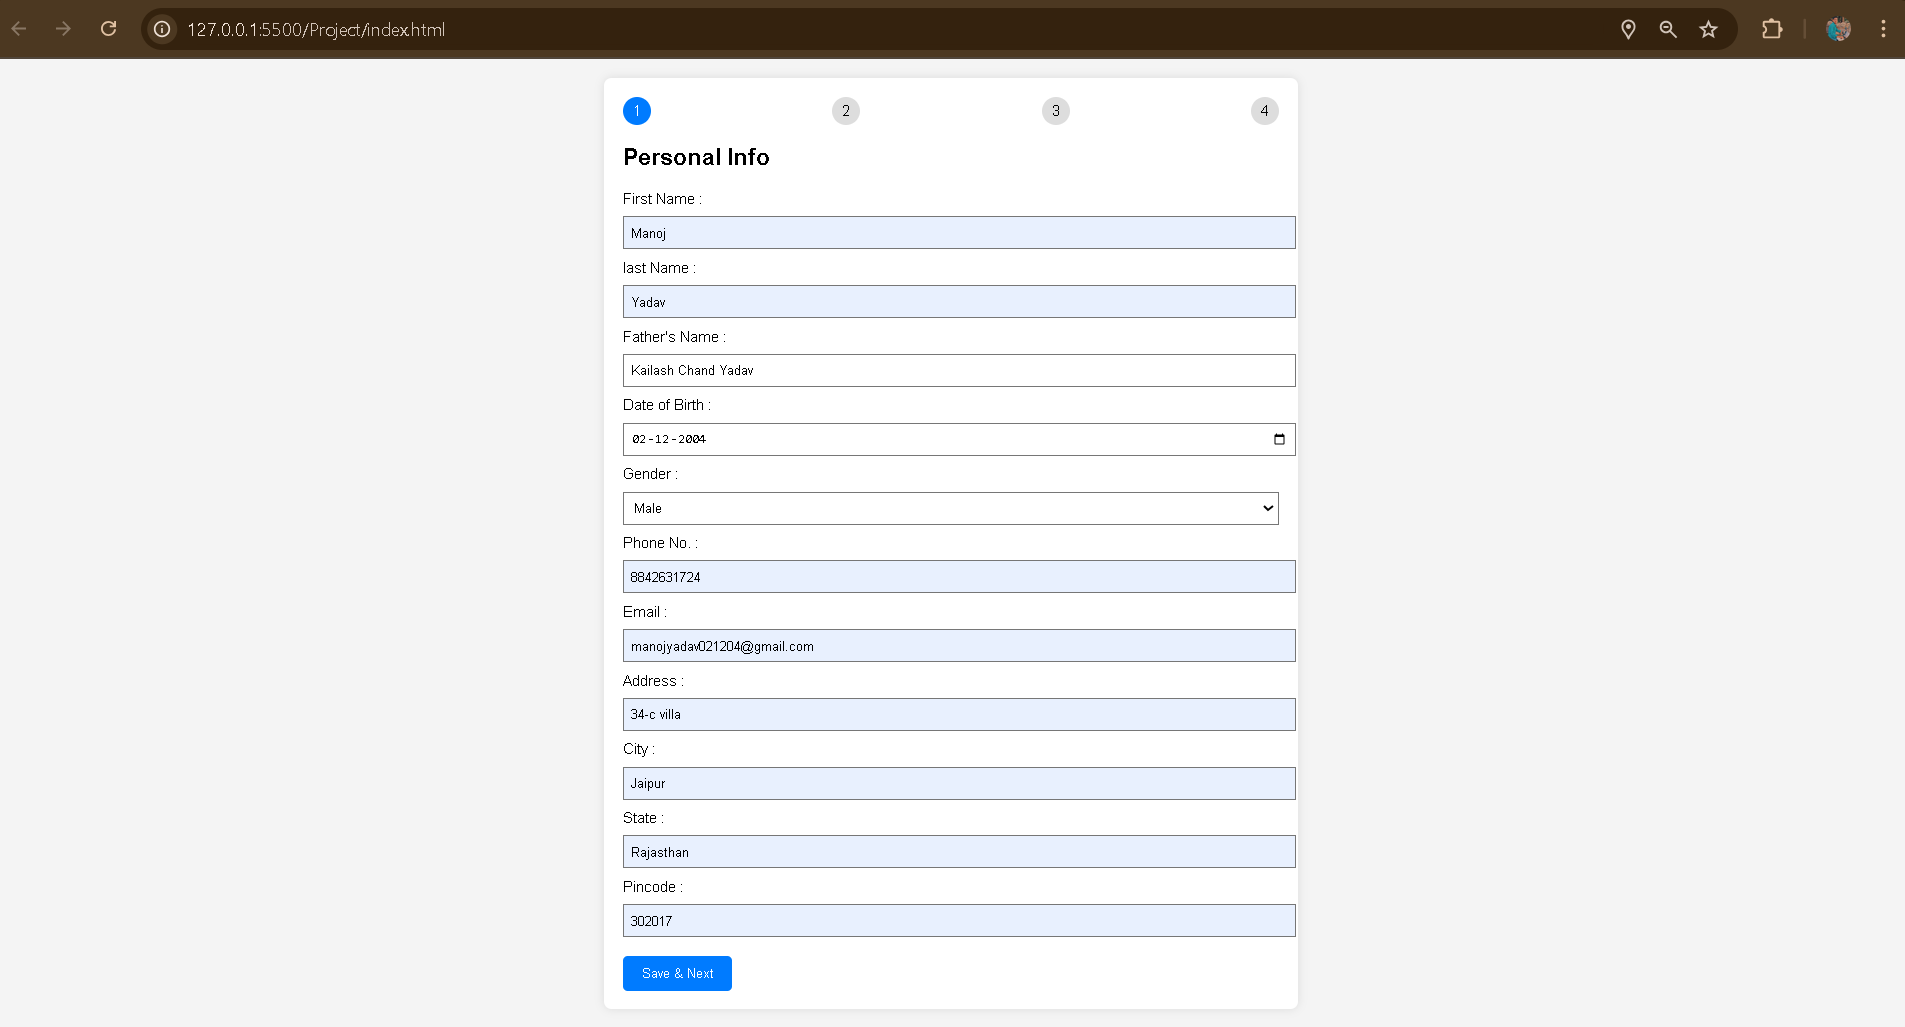 127.0.0.1:5500/Project/index.html
1 2 3 4
Personal Info
First Name :
Manoj
last Name :
Yadav
Father's Name :
Kailash Chand Yadav
Date of Birth :
02-12-2004
Gender :
Male
Phone No. :
8842631724
Email :
manojyadav021204@gmail.com
Address :
34-c villa
City :
Jaipur
State :
Rajasthan
Pincode :
302017
Save & Next